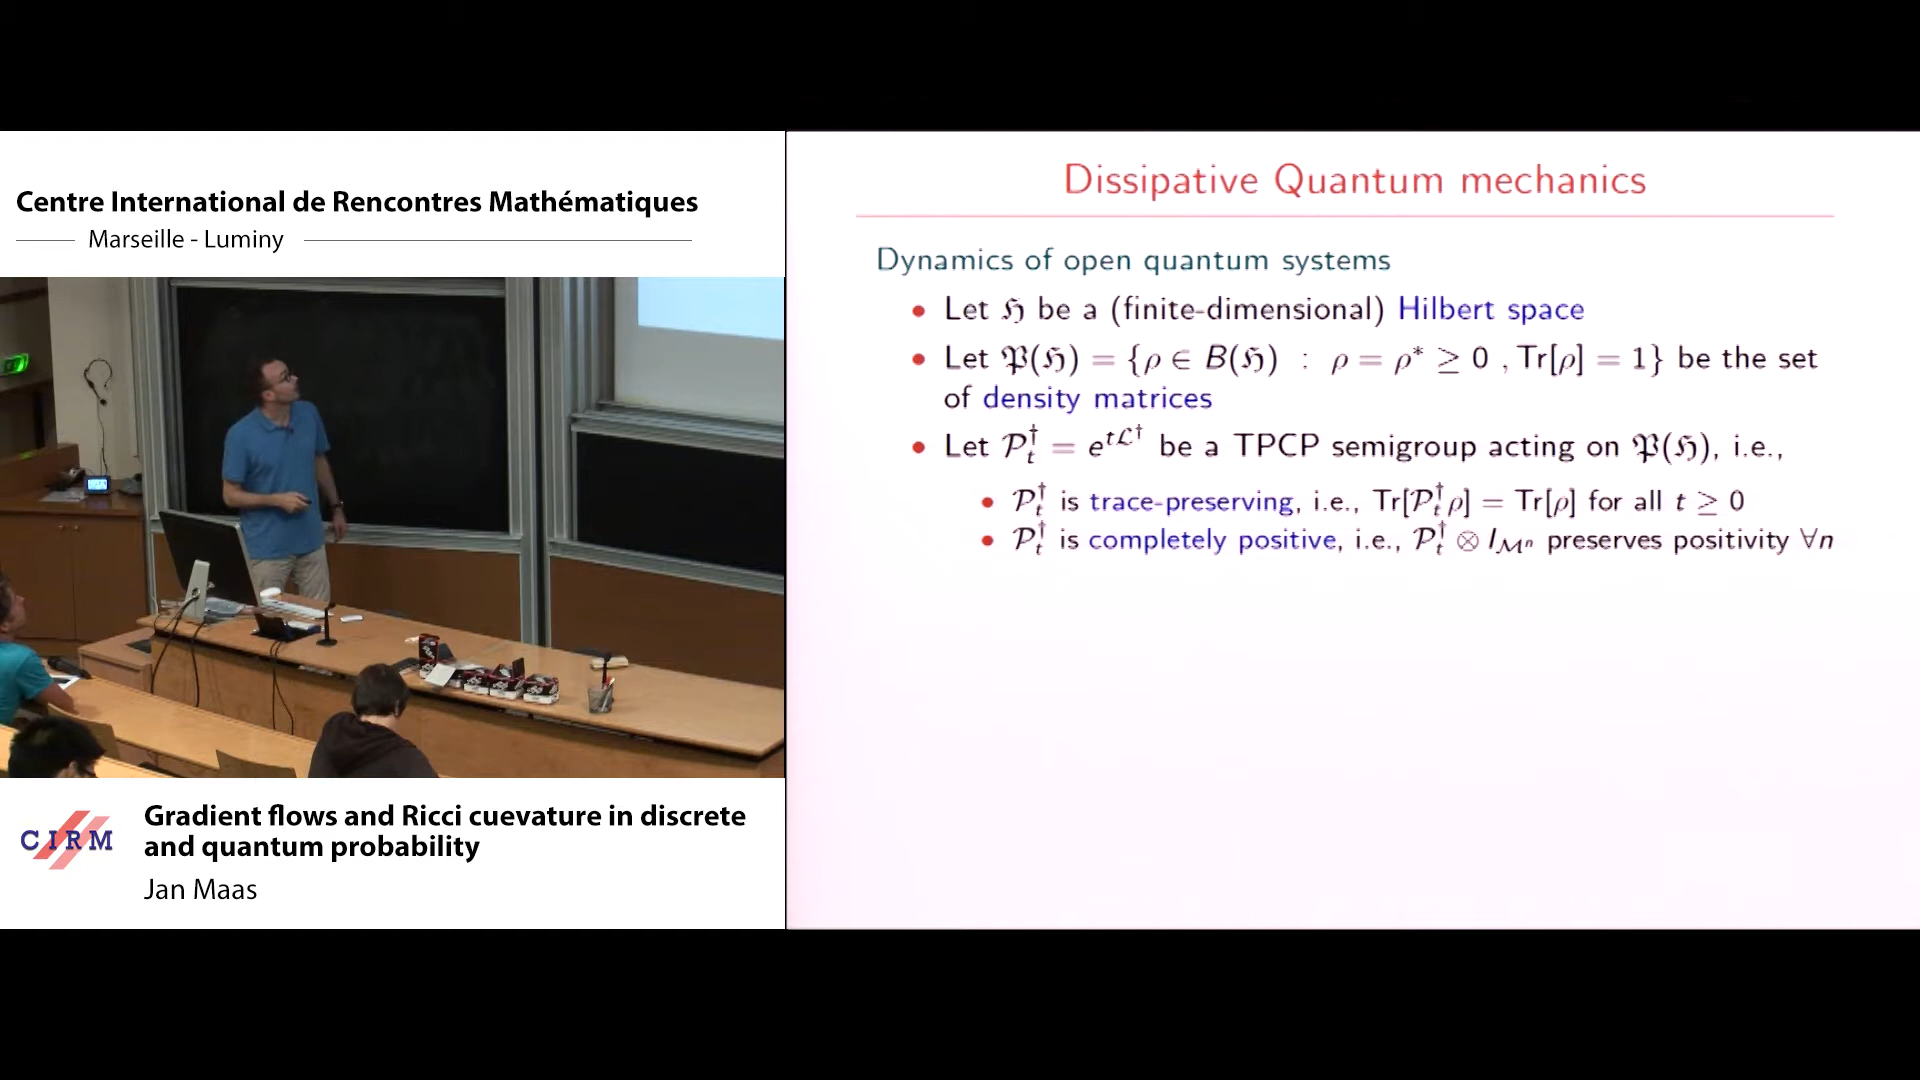 Centre International de Rencontres Mathématiques
Marseille - Luminy
Dissipative Quantum mechanics
Dynamics of open quantum systems
• Let ℌ be a (finite-dimensional) Hilbert space
• Let 𝔓(ℌ) = {ρ ∈ B(ℌ) : ρ = ρ* ≥ 0 , Tr[ρ] = 1} be the set
of density matrices
• Let 𝒫ₜ† = e^{tℒ†} be a TPCP semigroup acting on 𝔓(ℌ), i.e.,
• 𝒫ₜ† is trace-preserving, i.e., Tr[𝒫ₜ†ρ] = Tr[ρ] for all t ≥ 0
• 𝒫ₜ† is completely positive, i.e., 𝒫ₜ† ⊗ I_{ℳⁿ} preserves positivity ∀n
CIRM
Gradient flows and Ricci cuevature in discrete
and quantum probability
Jan Maas